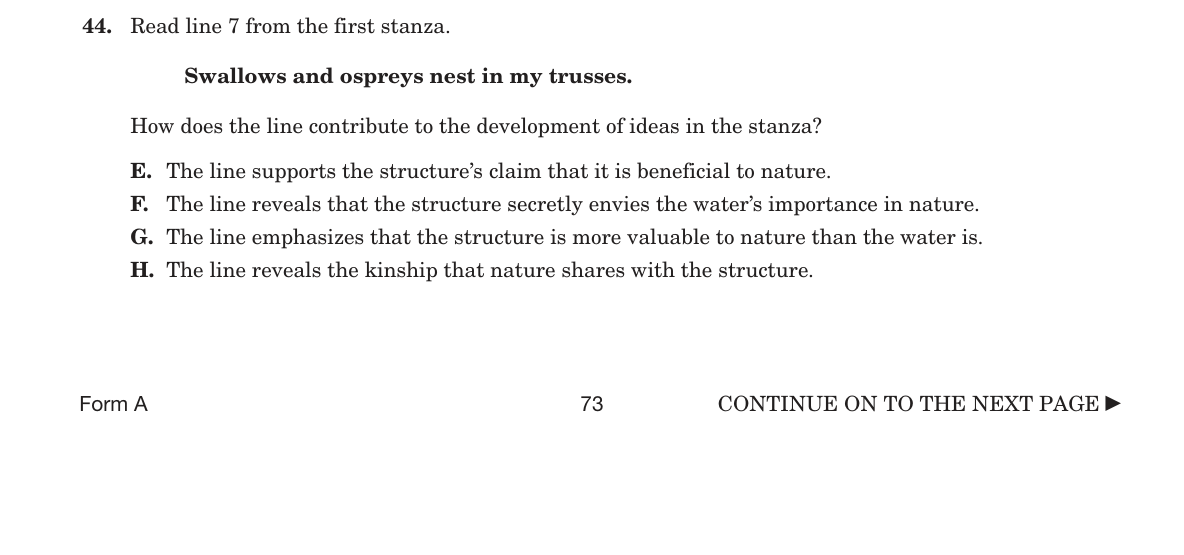 44. Read line 7 from the first stanza.
Swallows and ospreys nest in my trusses.
How does the line contribute to the development of ideas in the stanza?
E. The line supports the structure’s claim that it is beneficial to nature.
F. The line reveals that the structure secretly envies the water’s importance in nature.
G. The line emphasizes that the structure is more valuable to nature than the water is.
H. The line reveals the kinship that nature shares with the structure.
Form A 73 CONTINUE ON TO THE NEXT PAGE ▶